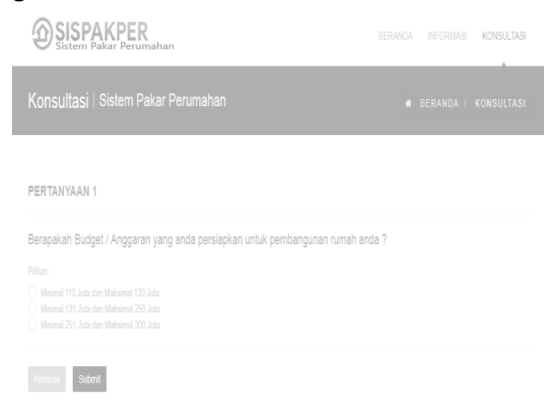 SISPAKPER
Sistem Pakar Perumahan
BERANDA INFORMASI KONSULTASI
Konsultasi | Sistem Pakar Perumahan
BERANDA / KONSULTASI
PERTANYAAN 1
Berapakah Budget / Anggaran yang anda persiapkan untuk pembangunan rumah anda ?
Pilihan :
Minimal 110 Juta dan Maksimal 130 Juta
Minimal 131 Juta dan Maksimal 250 Juta
Minimal 251 Juta dan Maksimal 300 Juta
Kembali Submit